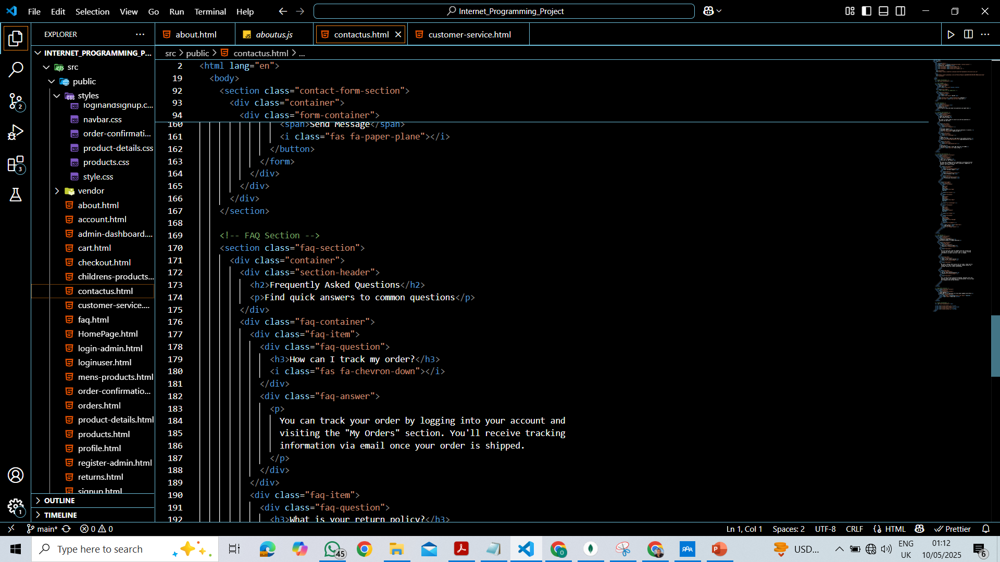 File Edit Selection View Go Run Terminal Help
Internet_Programming_Project
EXPLORER
about.html
aboutus.js
contactus.html
customer-service.html
INTERNET_PROGRAMMING_P...
src
public
styles
loginandsignup.c...
navbar.css
order-confirmati...
product-details.css
products.css
style.css
vendor
about.html
account.html
admin-dashboard....
cart.html
checkout.html
childrens-products...
contactus.html
customer-service....
faq.html
HomePage.html
login-admin.html
loginuser.html
mens-products.html
order-confirmatio...
orders.html
product-details.html
products.html
profile.html
register-admin.html
returns.html
signup.html
OUTLINE
TIMELINE
2
3
1
src > public > contactus.html > ...
2 <html lang="en">
19 <body>
92 <section class="contact-form-section">
93 <div class="container">
94 <div class="form-container">
160 <span>Send Message</span>
161 <i class="fas fa-paper-plane"></i>
162 </button>
163 </form>
164 </div>
165 </div>
166 </div>
167 </section>
168
169 <!-- FAQ Section -->
170 <section class="faq-section">
171 <div class="container">
172 <div class="section-header">
173 <h2>Frequently Asked Questions</h2>
174 <p>Find quick answers to common questions</p>
175 </div>
176 <div class="faq-container">
177 <div class="faq-item">
178 <div class="faq-question">
179 <h3>How can I track my order?</h3>
180 <i class="fas fa-chevron-down"></i>
181 </div>
182 <div class="faq-answer">
183 <p>
184 You can track your order by logging into your account and
185 visiting the "My Orders" section. You'll receive tracking
186 information via email once your order is shipped.
187 </p>
188 </div>
189 </div>
190 <div class="faq-item">
191 <div class="faq-question">
192 <h3>What is your return policy?</h3>
main* 0 0
Ln 1, Col 1 Spaces: 2 UTF-8 CRLF HTML Prettier
Type here to search
45
USD...
ENG
UK
01:12
10/05/2025
6